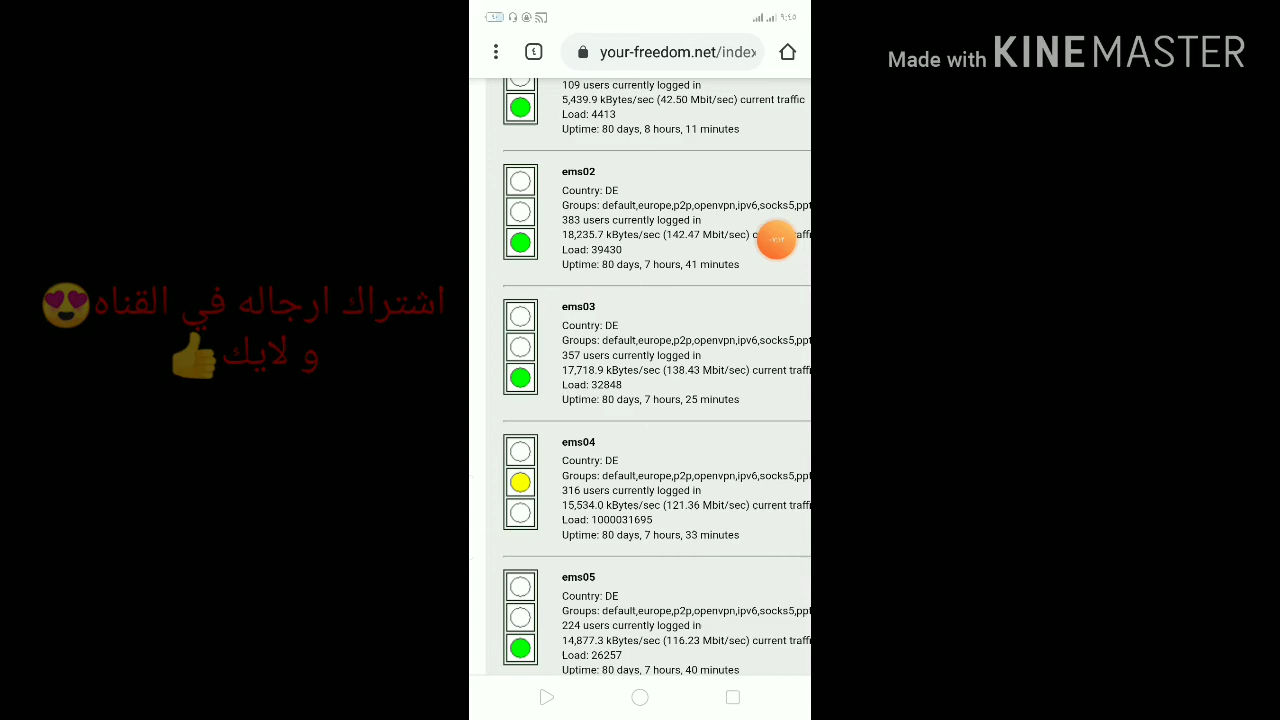 ٩:٤٥
your-freedom.net/index
Made with KINEMASTER
109 users currently logged in
5,439.9 kBytes/sec (42.50 Mbit/sec) current traffic
Load: 4413
Uptime: 80 days, 8 hours, 11 minutes
ems02
Country: DE
Groups: default,europe,p2p,openvpn,ipv6,socks5,ppt
383 users currently logged in
18,235.7 kBytes/sec (142.47 Mbit/sec)
Load: 39430
Uptime: 80 days, 7 hours, 41 minutes
ems03
Country: DE
Groups: default,europe,p2p,openvpn,ipv6,socks5,ppt
357 users currently logged in
17,718.9 kBytes/sec (138.43 Mbit/sec) current traff
Load: 32848
Uptime: 80 days, 7 hours, 25 minutes
ems04
Country: DE
Groups: default,europe,p2p,openvpn,ipv6,socks5,ppt
316 users currently logged in
15,534.0 kBytes/sec (121.36 Mbit/sec) current traffi
Load: 1000031695
Uptime: 80 days, 7 hours, 33 minutes
ems05
Country: DE
Groups: default,europe,p2p,openvpn,ipv6,socks5,ppt
224 users currently logged in
14,877.3 kBytes/sec (116.23 Mbit/sec) current traffi
Load: 26257
Uptime: 80 days, 7 hours, 40 minutes
اشتراك ارجاله في القناه😍
و لايك👍